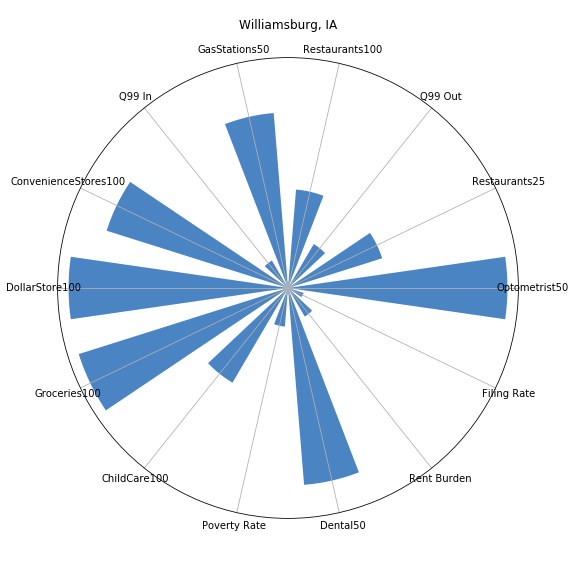 Williamsburg, IA
GasStations50
Restaurants100
Q99 In
Q99 Out
ConvenienceStores100
Restaurants25
DollarStore100
Optometrist50
Groceries100
Filing Rate
ChildCare100
Rent Burden
Poverty Rate
Dental50